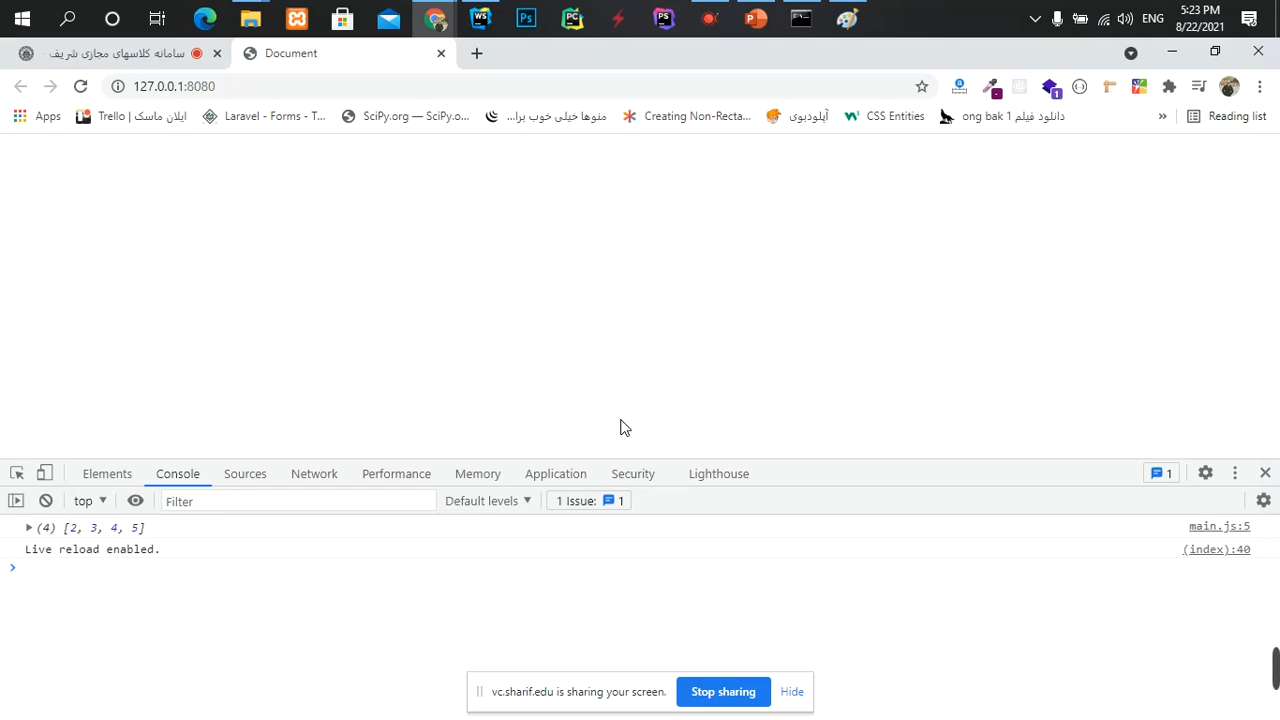 ENG
5:23 PM
8/22/2021
سامانه کلاسهای مجازی شریف
Document
127.0.0.1:8080
Apps
Trello | ایلان ماسک
Laravel - Forms - T...
SciPy.org — SciPy.o...
منوها خیلی خوب برا...
Creating Non-Recta...
آپلودبوی
CSS Entities
دانلود فیلم ong bak 1
»
Reading list
Elements
Console
Sources
Network
Performance
Memory
Application
Security
Lighthouse
1
top
Filter
Default levels
1 Issue: 1
(4) [2, 3, 4, 5]
main.js:5
Live reload enabled.
(index):40
vc.sharif.edu is sharing your screen.
Stop sharing
Hide